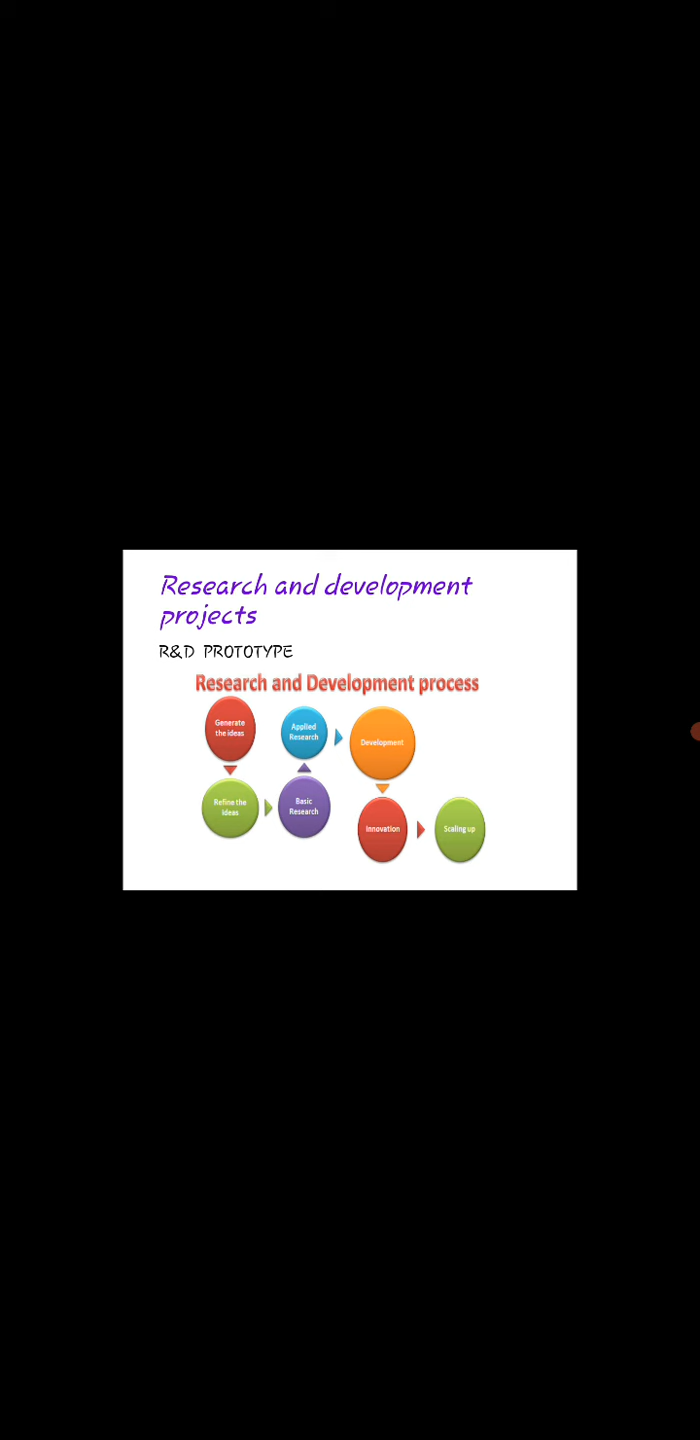 Research and development
projects
R&D PROTOTYPE
Research and Development process
Generate
the ideas
Refine the
ideas
Basic
Research
Applied
Research
Development
Innovation
Scaling up